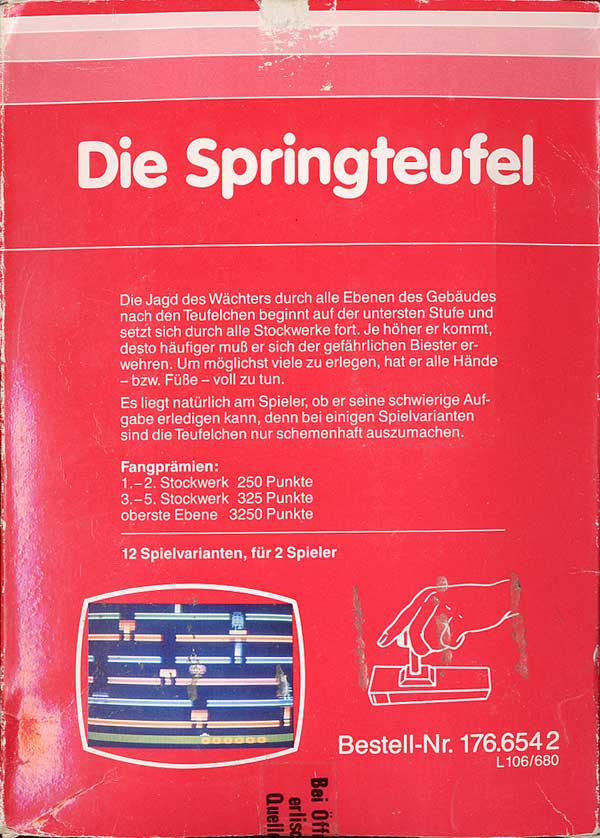 Die Springteufel
Die Jagd des Wächters durch alle Ebenen des Gebäudes
nach den Teufelchen beginnt auf der untersten Stufe und
setzt sich durch alle Stockwerke fort. Je höher er kommt,
desto häufiger muß er sich der gefährlichen Biester er-
wehren. Um möglichst viele zu erlegen, hat er alle Hände
– bzw. Füße – voll zu tun.
Es liegt natürlich am Spieler, ob er seine schwierige Auf-
gabe erledigen kann, denn bei einigen Spielvarianten
sind die Teufelchen nur schemenhaft auszumachen.
Fangprämien:
1.–2. Stockwerk 250 Punkte
3.–5. Stockwerk 325 Punkte
oberste Ebene 3250 Punkte
12 Spielvarianten, für 2 Spieler
Bestell-Nr. 176.654 2
L 106/680
Bei Öff
erlis
Quelle